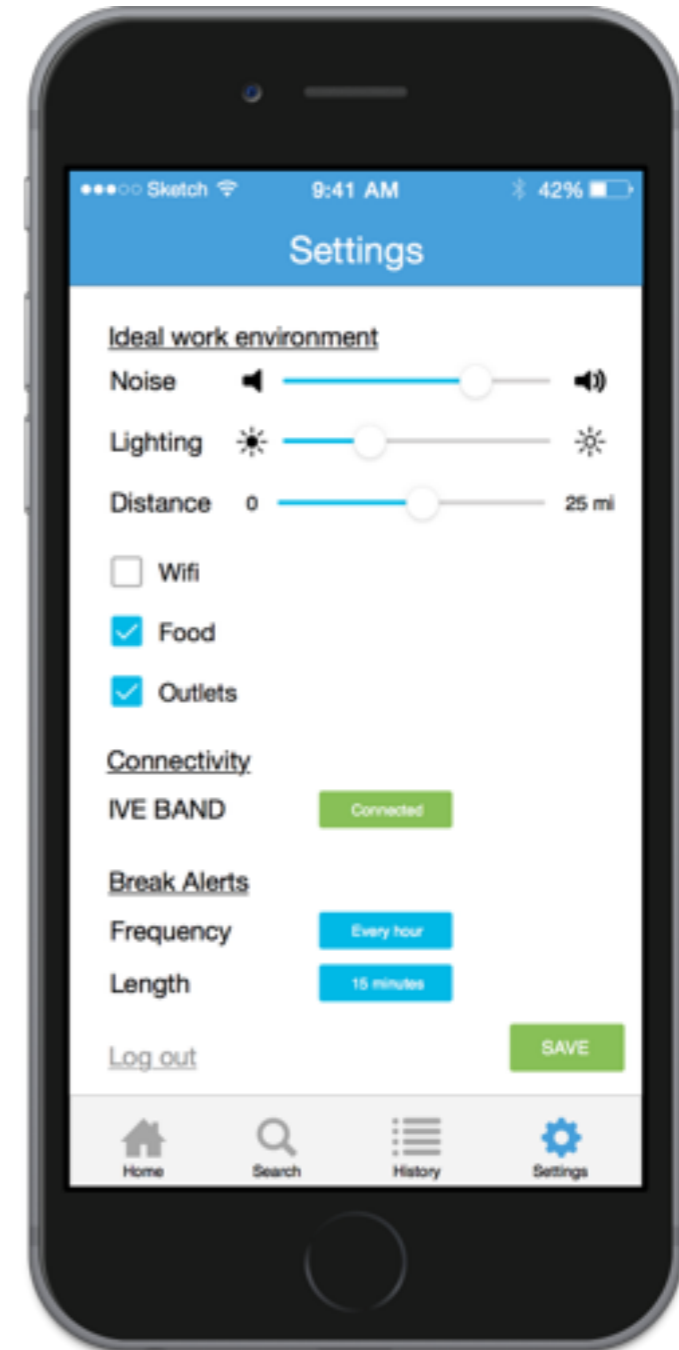 Sketch 9:41 AM 42%
Settings
Ideal work environment
Noise
Lighting
Distance 0 25 mi
Wifi
Food
Outlets
Connectivity
IVE BAND Connected
Break Alerts
Frequency Every hour
Length 15 minutes
Log out SAVE
Home Search History Settings